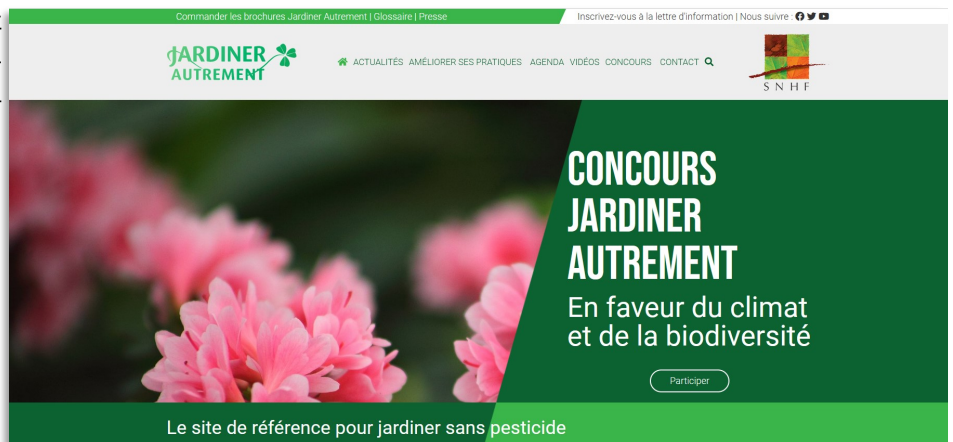 Commander les brochures Jardiner Autrement | Glossaire | Presse
Inscrivez-vous à la lettre d'information | Nous suivre :
JARDINER
AUTREMENT
ACTUALITÉS AMÉLIORER SES PRATIQUES AGENDA VIDÉOS CONCOURS CONTACT
SNHF
CONCOURS
JARDINER
AUTREMENT
En faveur du climat
et de la biodiversité
Participer
Le site de référence pour jardiner sans pesticide